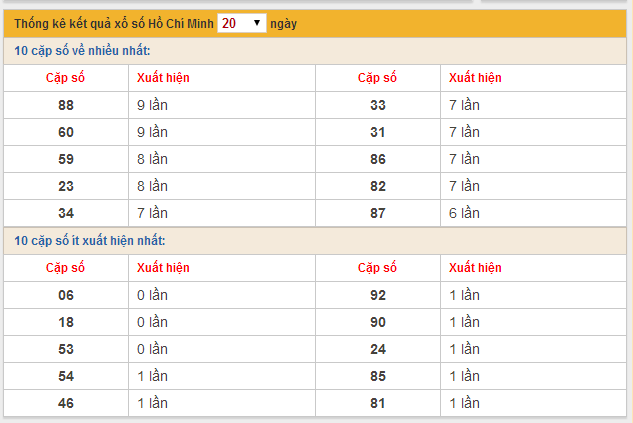 Thống kê kết quả xổ số Hồ Chí Minh 20 ngày
10 cặp số về nhiều nhất:
Cặp số Xuất hiện Cặp số Xuất hiện
88 9 lần 33 7 lần
60 9 lần 31 7 lần
59 8 lần 86 7 lần
23 8 lần 82 7 lần
34 7 lần 87 6 lần
10 cặp số ít xuất hiện nhất:
Cặp số Xuất hiện Cặp số Xuất hiện
06 0 lần 92 1 lần
18 0 lần 90 1 lần
53 0 lần 24 1 lần
54 1 lần 85 1 lần
46 1 lần 81 1 lần